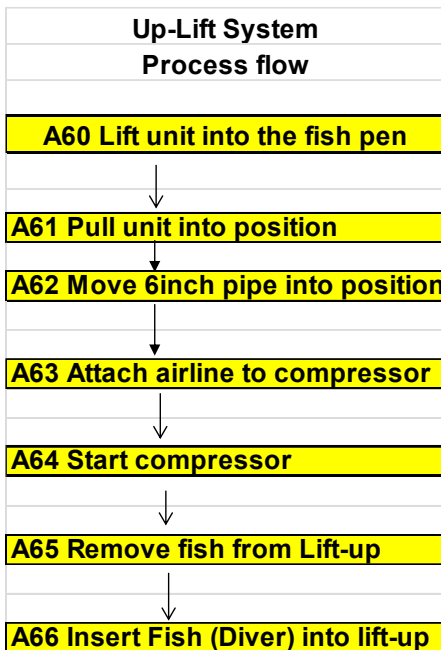 Up-Lift System
Process flow
A60 Lift unit into the fish pen
A61 Pull unit into position
A62 Move 6inch pipe into position
A63 Attach airline to compressor
A64 Start compressor
A65 Remove fish from Lift-up
A66 Insert Fish (Diver) into lift-up